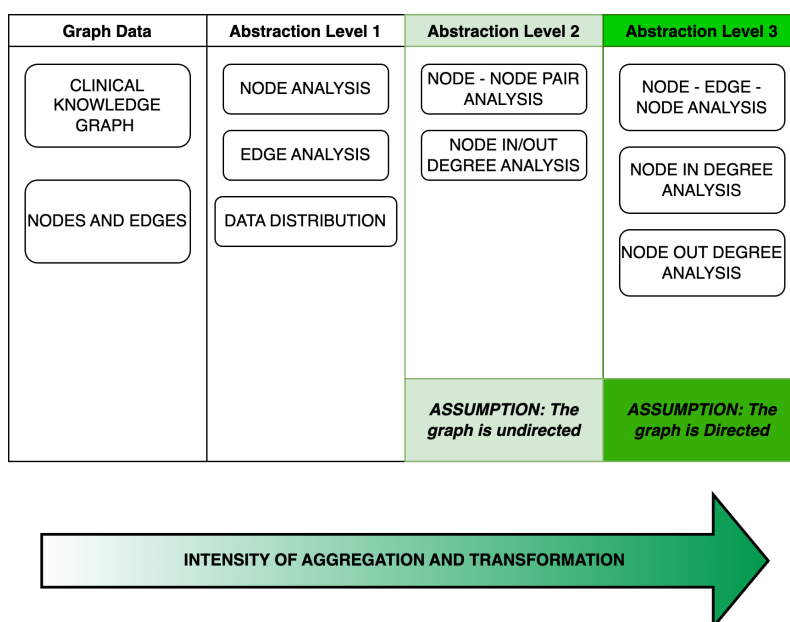 Graph Data
Abstraction Level 1
Abstraction Level 2
Abstraction Level 3
CLINICAL
KNOWLEDGE
GRAPH
NODES AND EDGES
NODE ANALYSIS
EDGE ANALYSIS
DATA DISTRIBUTION
NODE - NODE PAIR
ANALYSIS
NODE IN/OUT
DEGREE ANALYSIS
NODE - EDGE -
NODE ANALYSIS
NODE IN DEGREE
ANALYSIS
NODE OUT DEGREE
ANALYSIS
ASSUMPTION: The
graph is undirected
ASSUMPTION: The
graph is Directed
INTENSITY OF AGGREGATION AND TRANSFORMATION